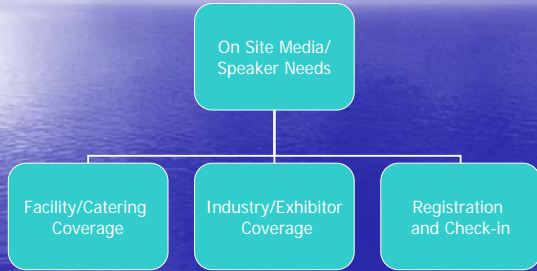 On Site Media/
Speaker Needs
Facility/Catering
Coverage
Industry/Exhibitor
Coverage
Registration
and Check-in